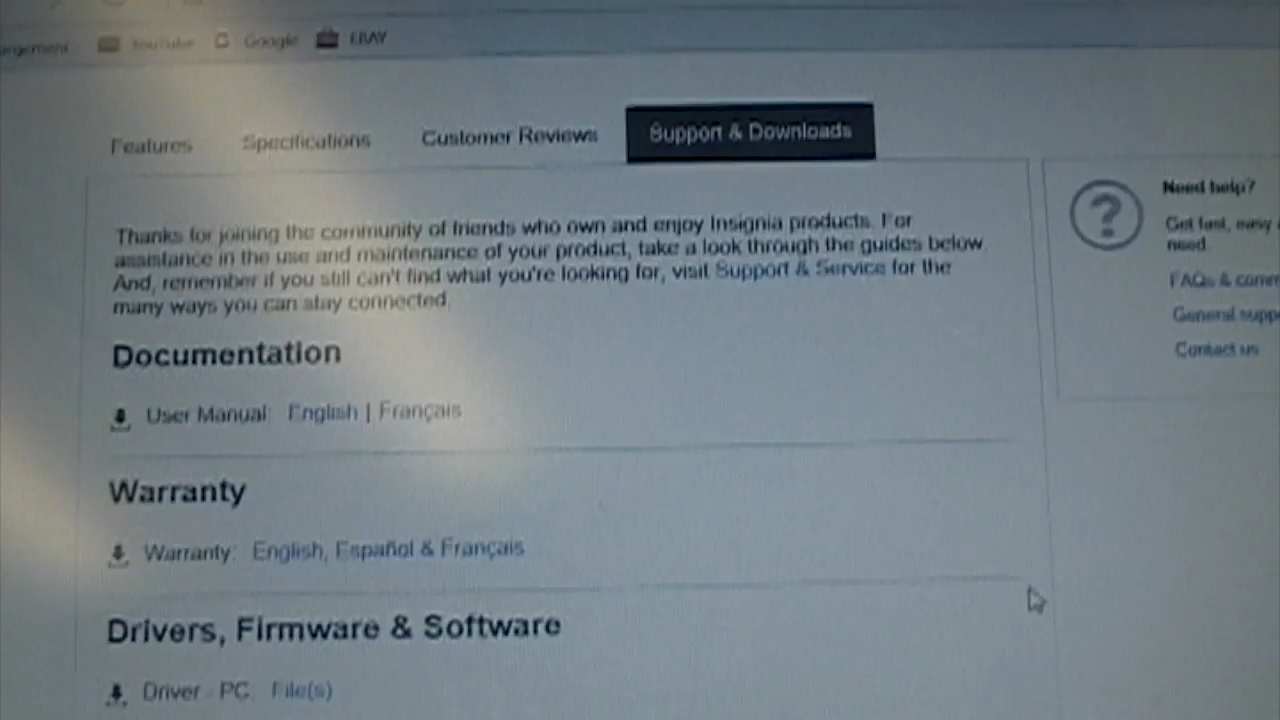 YouTube Google EBAY
Features Specifications Customer Reviews Support & Downloads
Thanks for joining the community of friends who own and enjoy Insignia products. For
assistance in the use and maintenance of your product, take a look through the guides below.
And, remember if you still can't find what you're looking for, visit Support & Service for the
many ways you can stay connected.
Documentation
User Manual: English | Français
Warranty
Warranty: English, Español & Français
Drivers, Firmware & Software
Driver - PC: File(s)
Need help?
Get fast, easy
need.
FAQs &
General
Contact us